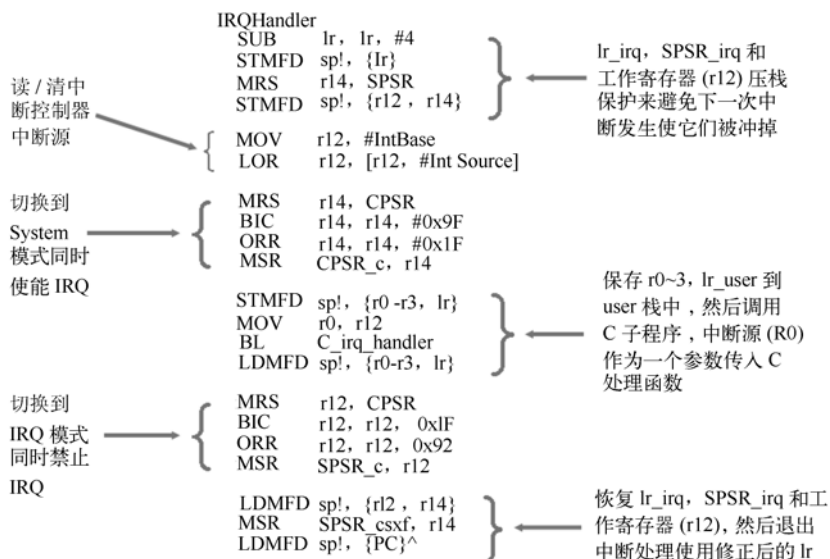 IRQHandler
SUB lr, lr, #4
STMFD sp!, {Ir}
MRS r14, SPSR
STMFD sp!, {r12 , r14}
lr_irq, SPSR_irq 和
工作寄存器 (r12) 压栈
保护来避免下一次中
断发生使它们被冲掉
读 / 清中
断控制器
中断源
MOV r12, #IntBase
LOR r12, [r12, #Int Source]
切换到
System
模式同时
使能 IRQ
MRS r14, CPSR
BIC r14, r14, #0x9F
ORR r14, r14, #0x1F
MSR CPSR_c, r14
STMFD sp!, {r0 -r3, lr}
MOV r0, r12
BL C_irq_handler
LDMFD sp!, {r0-r3, lr}
保存 r0~3, lr_user 到
user 栈中 , 然后调用
C 子程序 , 中断源 (R0)
作为一个参数传入 C
处理函数
切换到
IRQ 模式
同时禁止
IRQ
MRS r12, CPSR
BIC r12, r12, 0xlF
ORR r12, r12, 0x92
MSR SPSR_c, r12
LDMFD sp!, {rl2 , r14}
MSR SPSR_csxf, r14
LDMFD sp!, {PC}^
恢复 lr_irq, SPSR_irq 和工
作寄存器 (r12), 然后退出
中断处理使用修正后的 lr